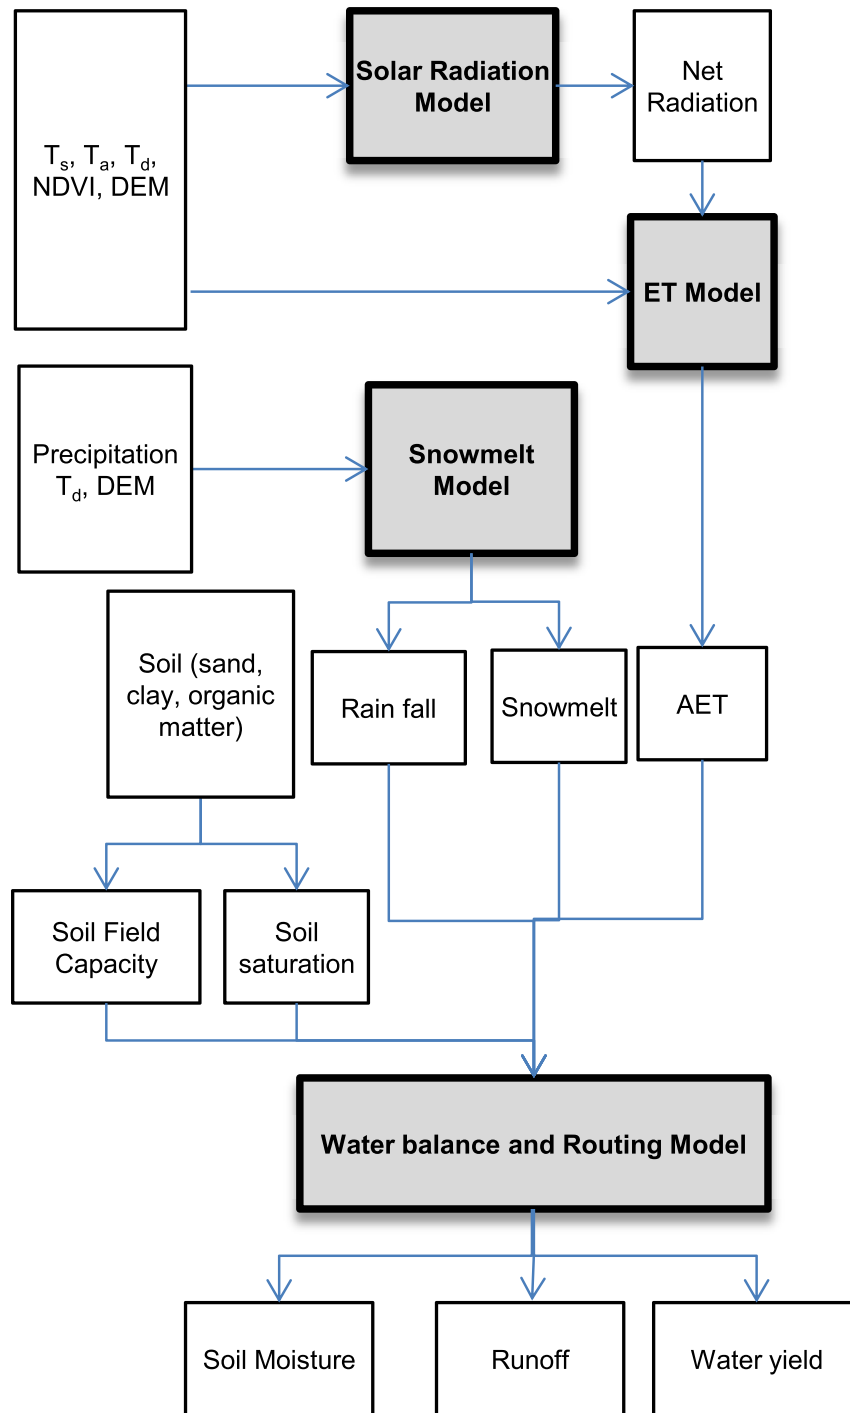 Solar Radiation
Model
Net
Radiation
Ts, Ta, Td,
NDVI, DEM
ET Model
Precipitation
Td, DEM
Snowmelt
Model
Soil (sand,
clay, organic
matter)
Rain fall
Snowmelt
AET
Soil Field
Capacity
Soil
saturation
Water balance and Routing Model
Soil Moisture
Runoff
Water yield